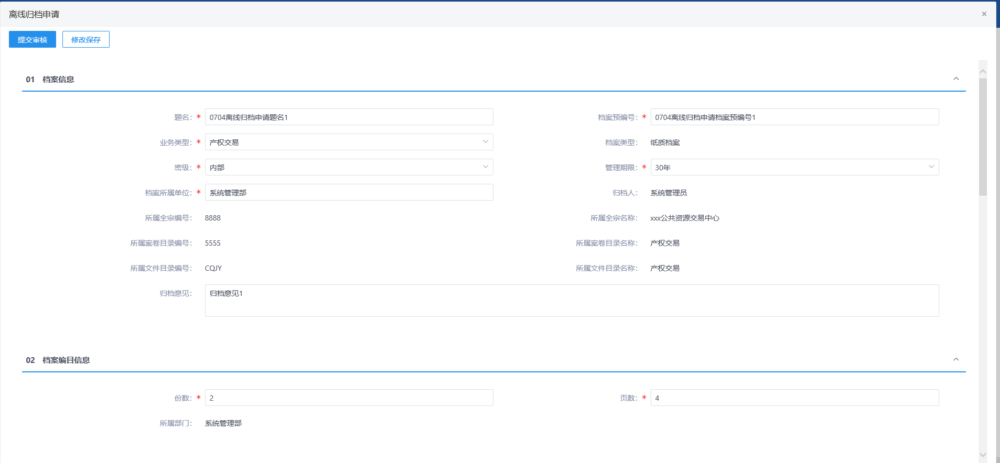 离线归档申请
提交审核 修改保存
01 档案信息
题名: * 0704离线归档申请题名1 档案预编号: * 0704离线归档申请档案预编号1
业务类型: * 产权交易 档案类型: 纸质档案
密级: * 内部 管理期限: * 30年
档案所属单位: * 系统管理部 归档人: 系统管理员
所属全宗编号: 8888 所属全宗名称: xxx公共资源交易中心
所属案卷目录编号: 5555 所属案卷目录名称: 产权交易
所属文件目录编号: CQJY 所属文件目录名称: 产权交易
归档意见: 归档意见1
02 档案编目信息
份数: * 2 页数: * 4
所属部门: 系统管理部